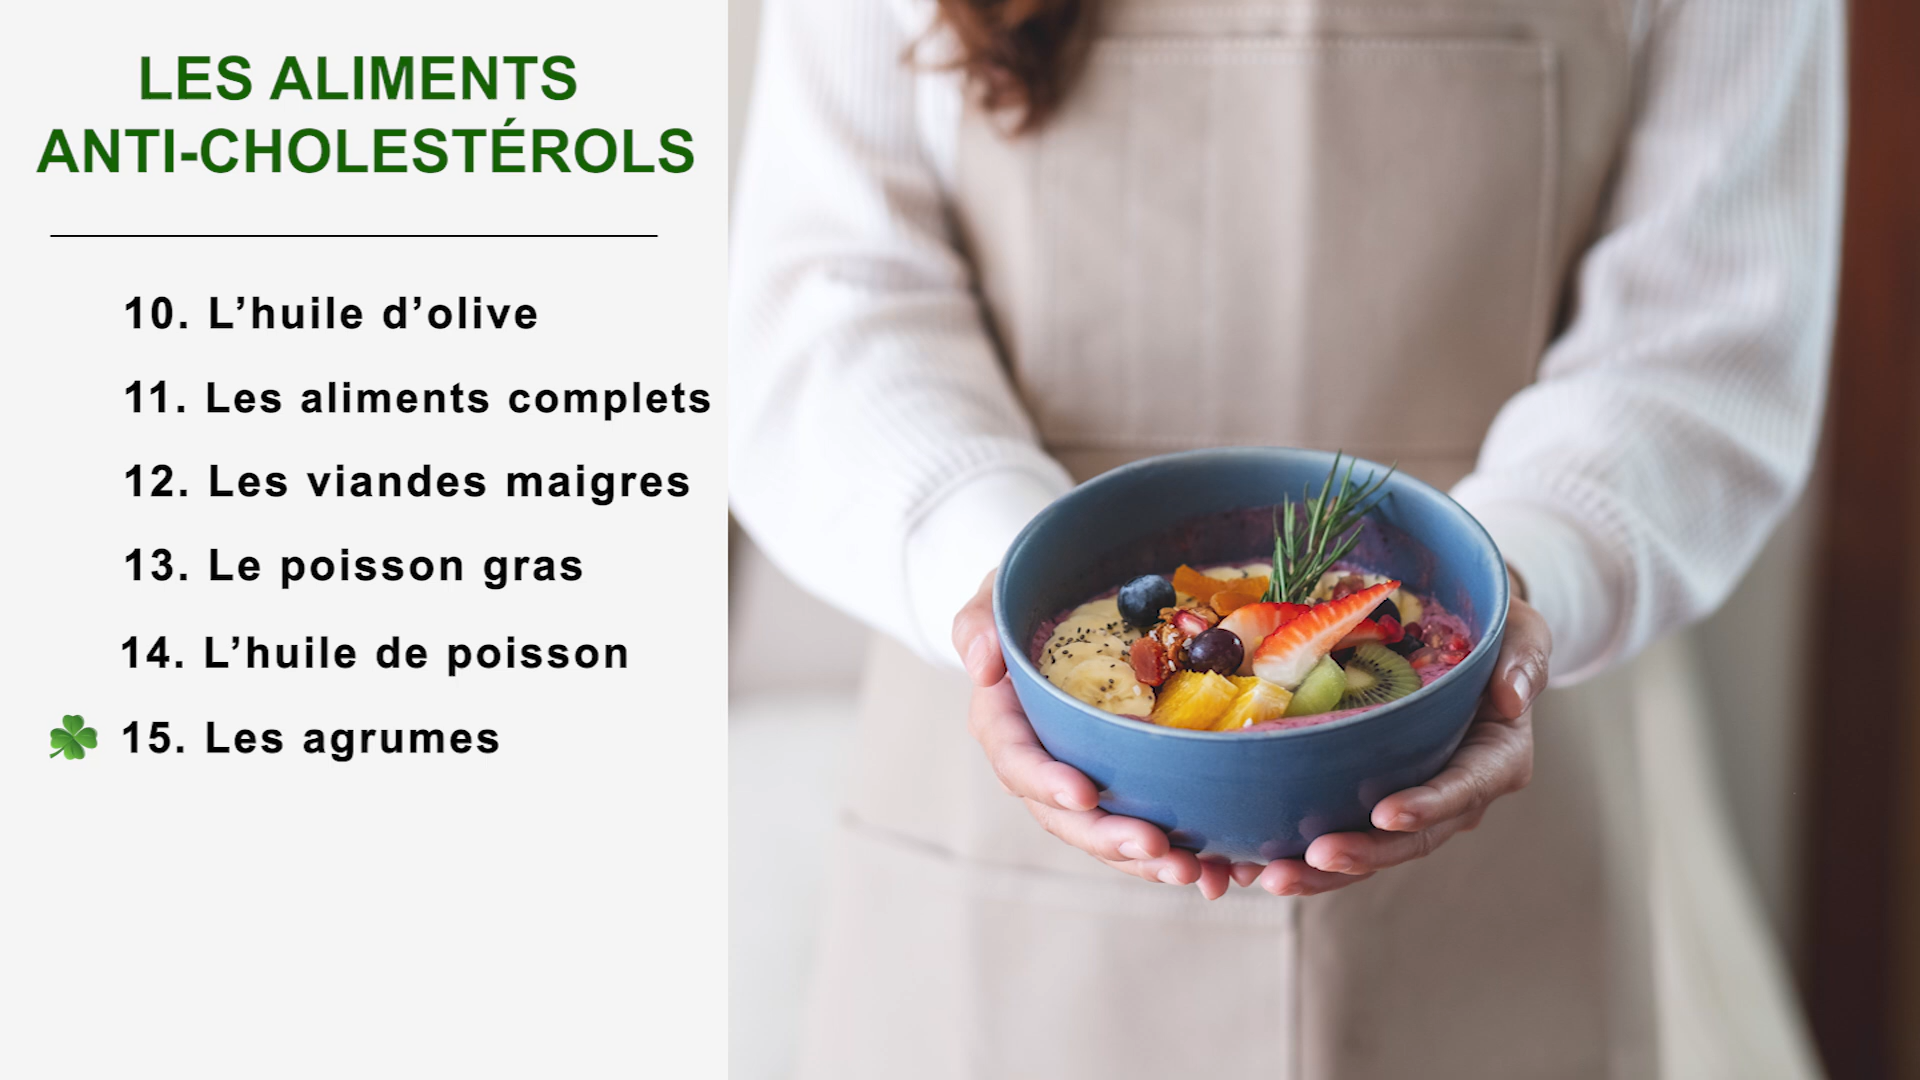 LES ALIMENTS
ANTI-CHOLESTÉROLS
10. L’huile d’olive
11. Les aliments complets
12. Les viandes maigres
13. Le poisson gras
14. L’huile de poisson
15. Les agrumes